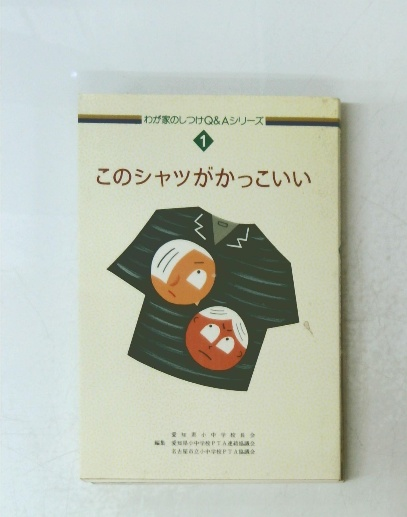 わが家のしつけQ&Aシリーズ
1
このシャツがかっこいい
愛知県小中学校長会
編集 愛知県小中学校PTA連絡協議会
名古屋市立小中学校PTA協議会